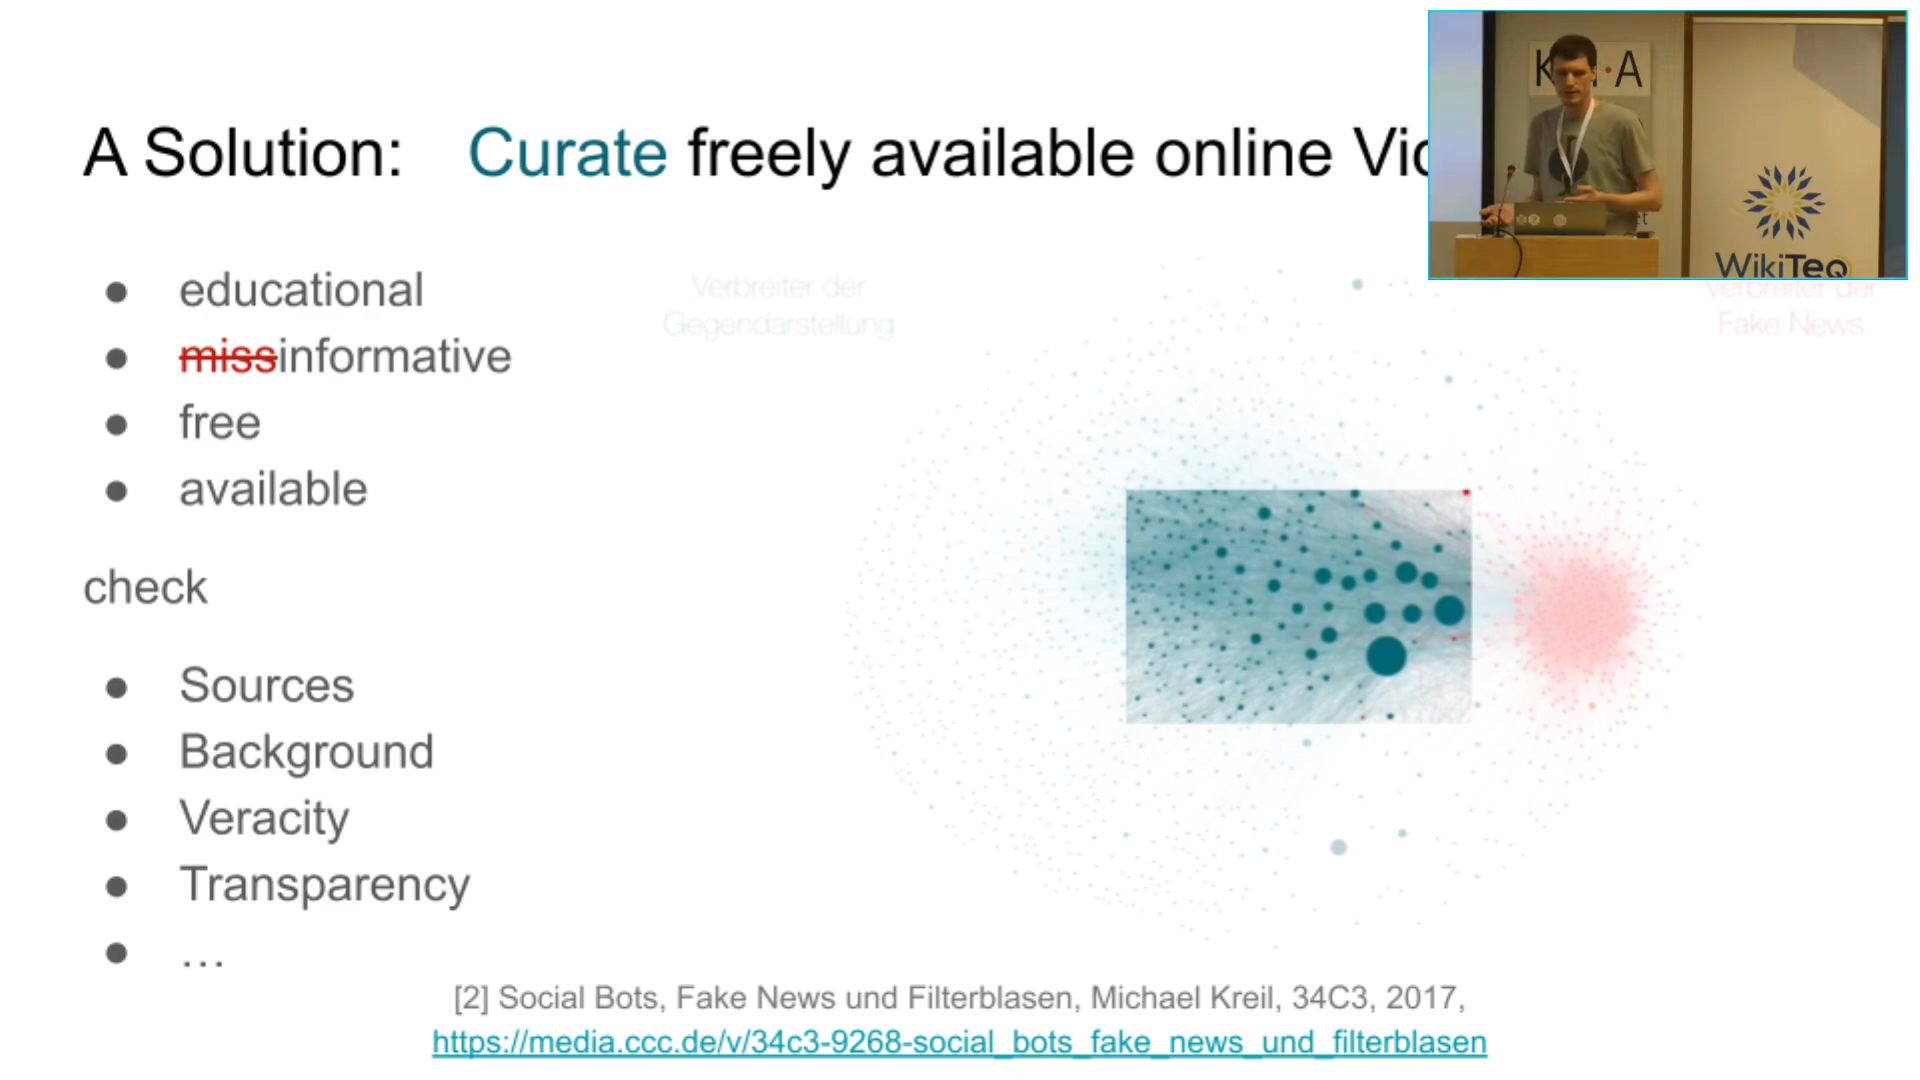 A Solution: Curate freely available online
educational
missinformative
free
available
check
Sources
Background
Veracity
Transparency
…
Verbreiter der
Gegendarstellung
Verbreiter der
Fake News
WikiTeq
[2] Social Bots, Fake News und Filterblasen, Michael Kreil, 34C3, 2017,
https://media.ccc.de/v/34c3-9268-social_bots_fake_news_und_filterblasen